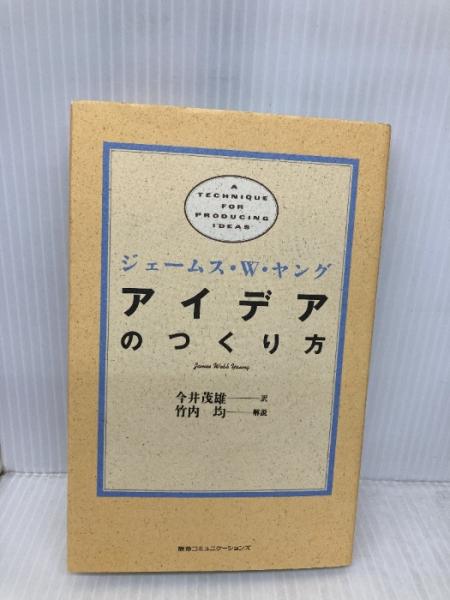 A
TECHNIQUE
FOR
PRODUCING
IDEAS
ジェームス・W・ヤング
アイデア
のつくり方
James Webb Young
今井茂雄——訳
竹内 均——解説
阪急コミュニケーションズ